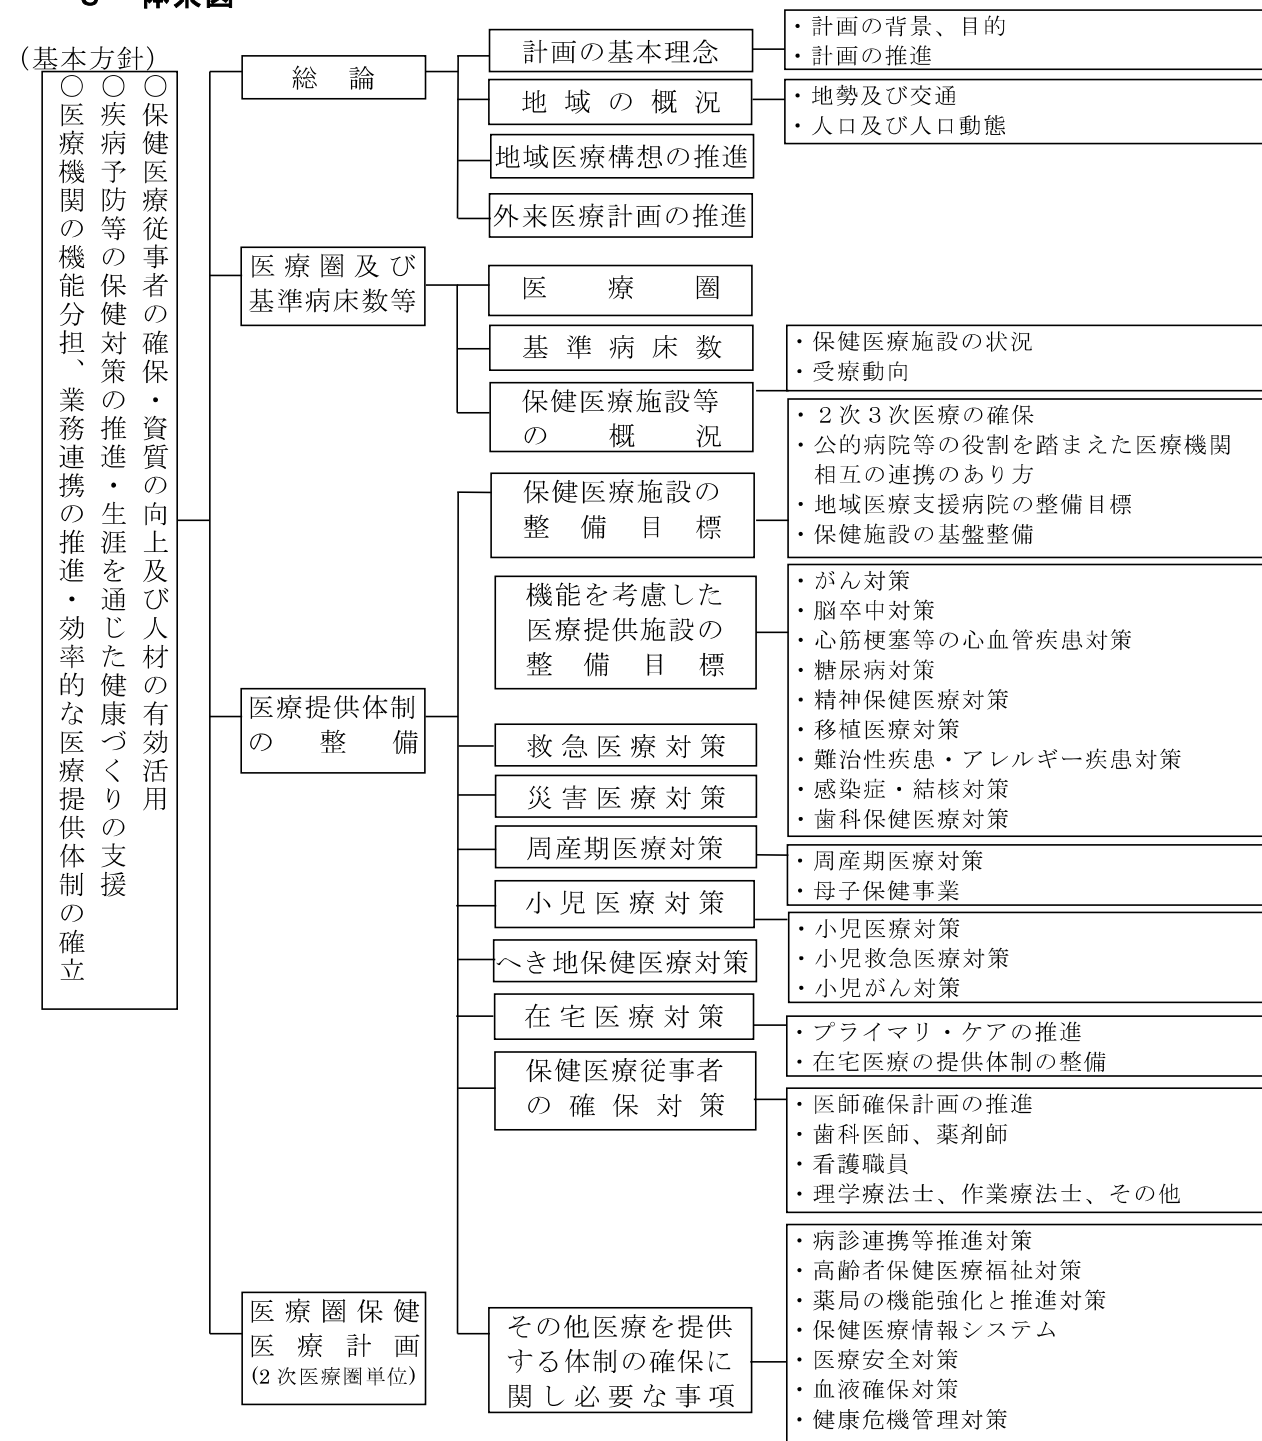 (基本方針)
○保健医療従事者の確保・資質の向上及び人材の有効活用
○疾病予防等の保健対策の推進・生涯を通じた健康づくりの支援
○医療機関の機能分担、業務連携の推進・効率的な医療提供体制の確立
総論
計画の基本理念
・計画の背景、目的
・計画の推進
地域の概況
・地勢及び交通
・人口及び人口動態
地域医療構想の推進
外来医療計画の推進
医療圏及び
基準病床数等
医療圏
基準病床数
保健医療施設等
の概況
・保健医療施設の状況
・受療動向
医療提供体制
の整備
保健医療施設の
整備目標
・2次3次医療の確保
・公的病院等の役割を踏まえた医療機関
相互の連携のあり方
・地域医療支援病院の整備目標
・保健施設の基盤整備
機能を考慮した
医療提供施設の
整備目標
・がん対策
・脳卒中対策
・心筋梗塞等の心血管疾患対策
・糖尿病対策
・精神保健医療対策
・移植医療対策
・難治性疾患・アレルギー疾患対策
・感染症・結核対策
・歯科保健医療対策
救急医療対策
災害医療対策
周産期医療対策
・周産期医療対策
・母子保健事業
小児医療対策
・小児医療対策
・小児救急医療対策
・小児がん対策
へき地保健医療対策
在宅医療対策
・プライマリ・ケアの推進
・在宅医療の提供体制の整備
保健医療従事者
の確保対策
・医師確保計画の推進
・歯科医師、薬剤師
・看護職員
・理学療法士、作業療法士、その他
その他医療を提供
する体制の確保に
関し必要な事項
・病診連携等推進対策
・高齢者保健医療福祉対策
・薬局の機能強化と推進対策
・保健医療情報システム
・医療安全対策
・血液確保対策
・健康危機管理対策
医療圏保健
医療計画
(2次医療圏単位)